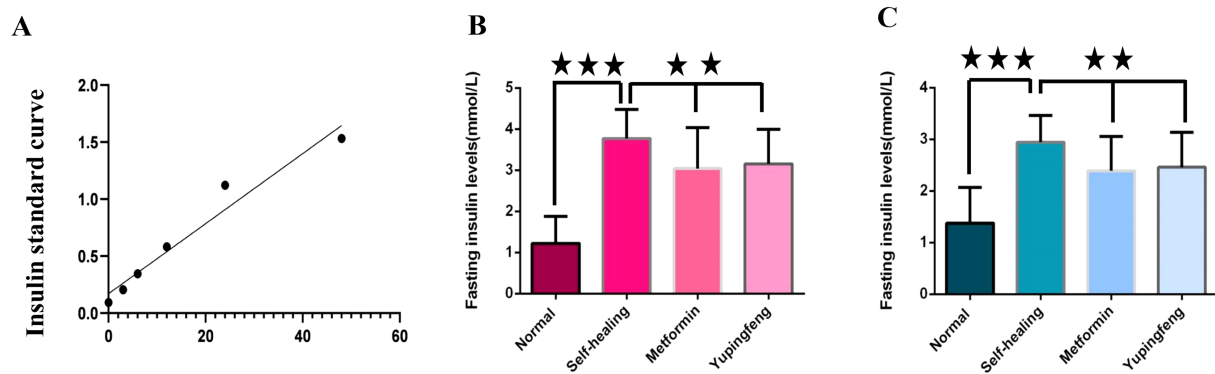 A
Insulin standard curve
2.0
1.5
1.0
0.5
0.0
0
20
40
60
B
★★★
★★
Fasting insulin levels(mmol/L)
5
4
3
2
1
0
Normal
Self-healing
Metformin
Yupingfeng
C
★★★
★★
Fasting insulin levels(mmol/L)
4
3
2
1
0
Normal
Self-healing
Metformin
Yupingfeng